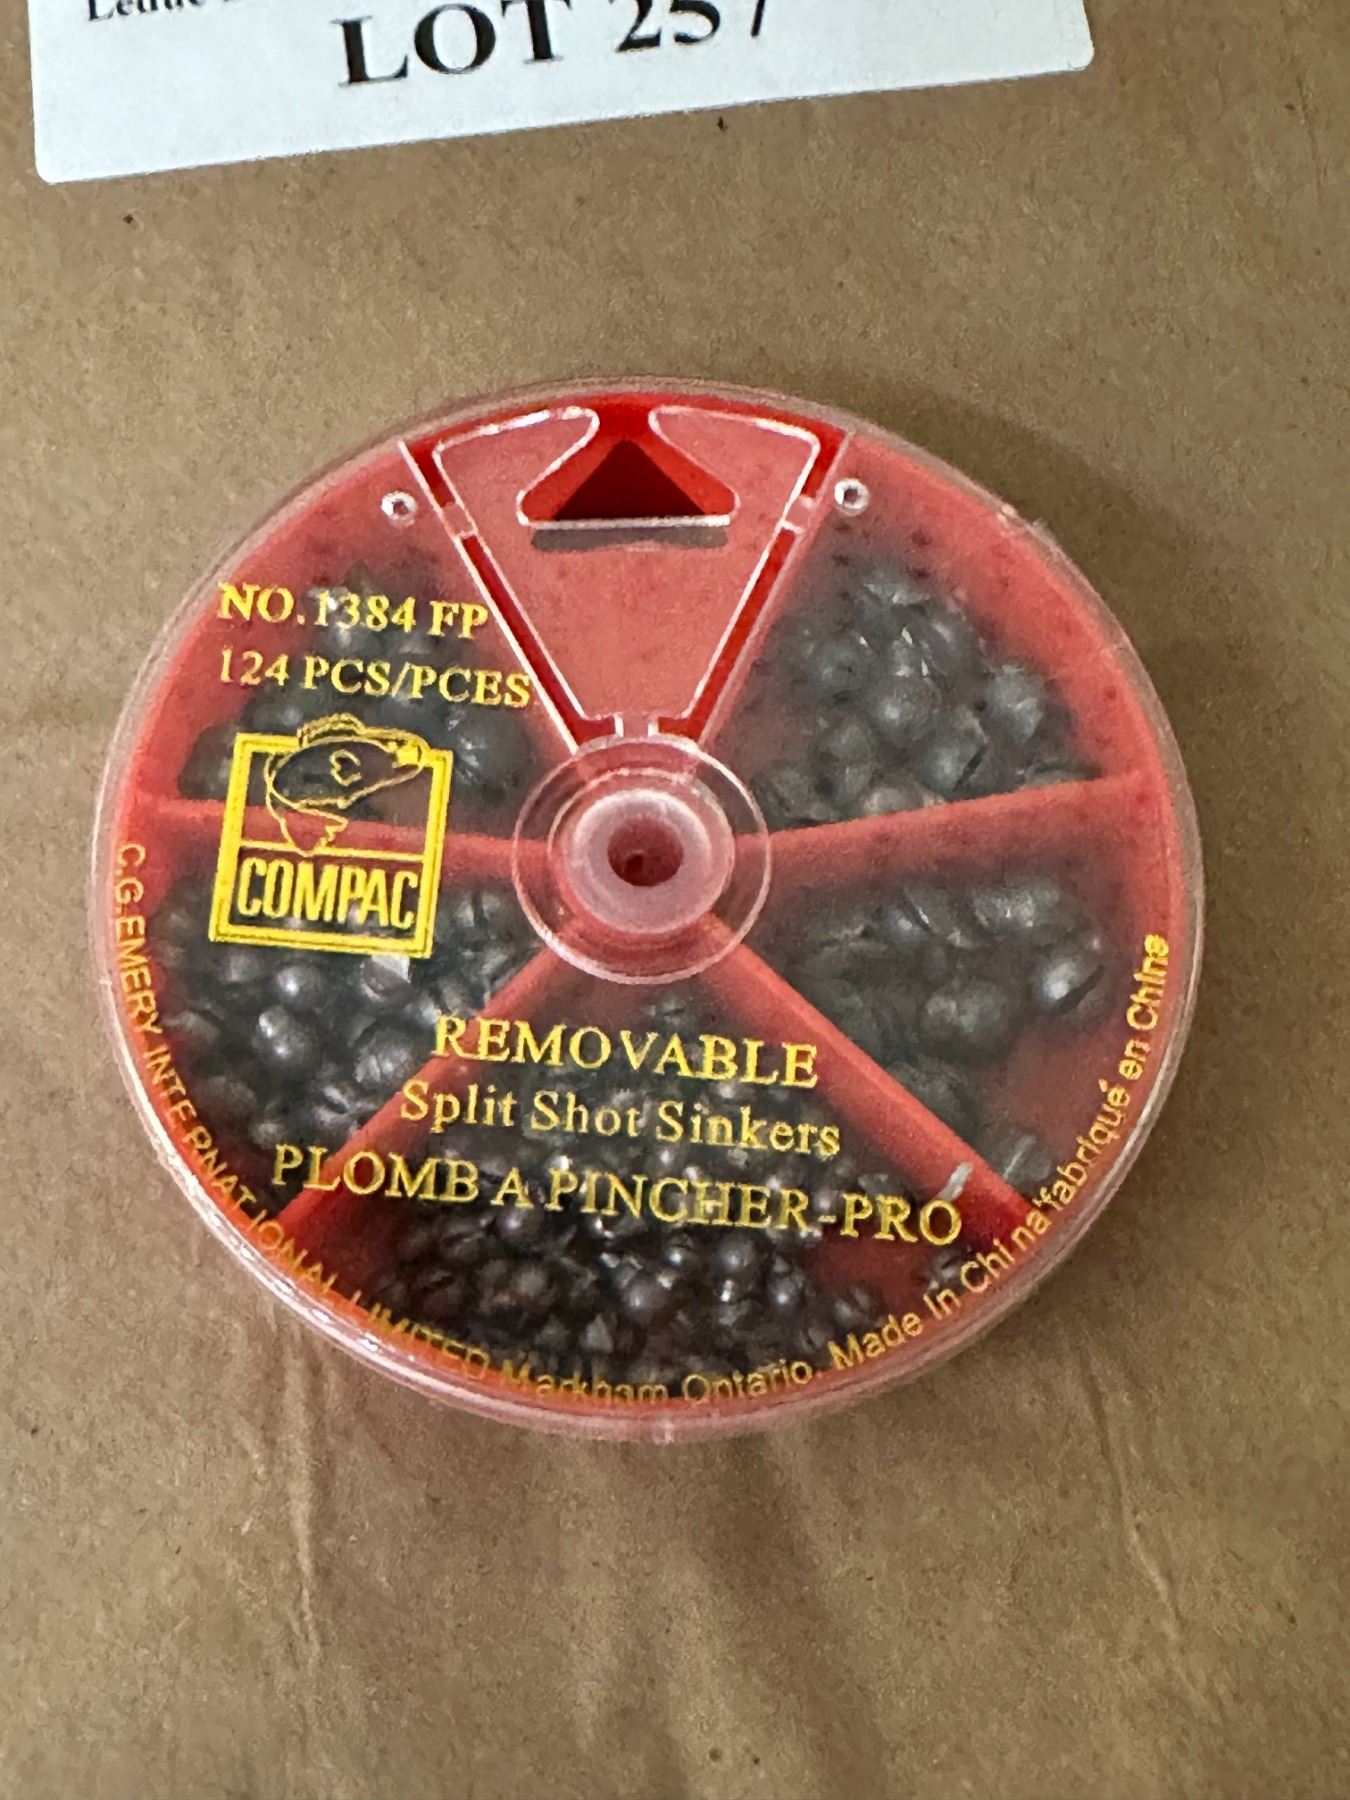 LOT 257
NO.1384 FP
124 PCS/PCES
COMPAC
REMOVABLE
Split Shot Sinkers
PLOMB A PINCHER-PRO
C.G.EMERY INTERNATIONAL LIMITED Markham Ontario. Made In China fabriqué en Chine